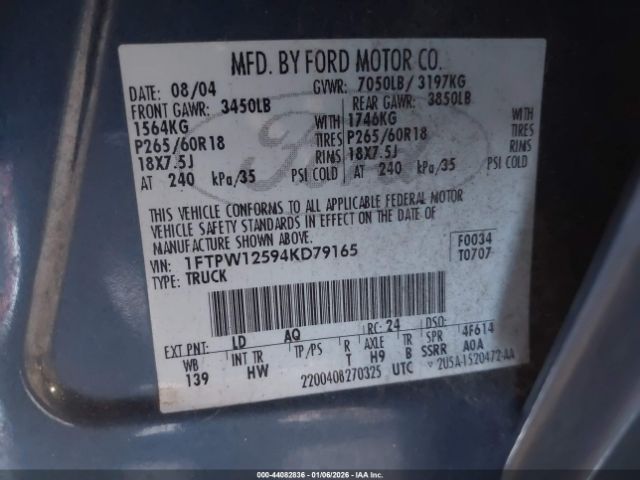 MFD. BY FORD MOTOR CO.
DATE: 08/04 GVWR: 7050LB/ 3197KG
FRONT GAWR: 3450LB REAR GAWR: 3850LB
1564KG WITH 1746KG WITH
P265/60R18 TIRES P265/60R18 TIRES
18X7.5J RIMS 18X7.5J RIMS
AT 240 kPa/35 PSI COLD AT 240 kPa/35 PSI COLD
THIS VEHICLE CONFORMS TO ALL APPLICABLE FEDERAL MOTOR
VEHICLE SAFETY STANDARDS IN EFFECT ON THE DATE OF
MANUFACTURE SHOWN ABOVE.
VIN: 1FTPW12594KD79165 F0034
TYPE: TRUCK T0707
EXT PNT: LD AQ RC: 24 DSO: 4F614
WB INT TR TP/PS R AXLE TR SPR
139 HW T H9 B SSRR A0A
2200408270325 UTC ▽ 2U5A-1520472-AA
Ford
000-44082836 - 01/06/2026 - IAA Inc.